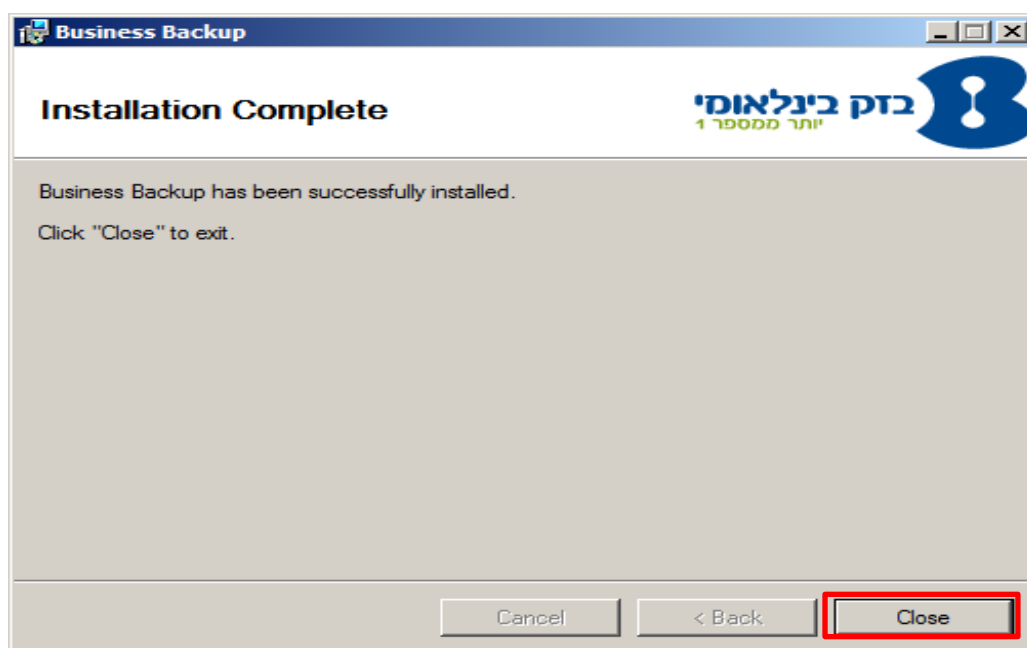 Business Backup
Installation Complete
בזק בינלאומי
יותר ממספר 1
Business Backup has been successfully installed.
Click "Close" to exit.
Cancel
< Back
Close